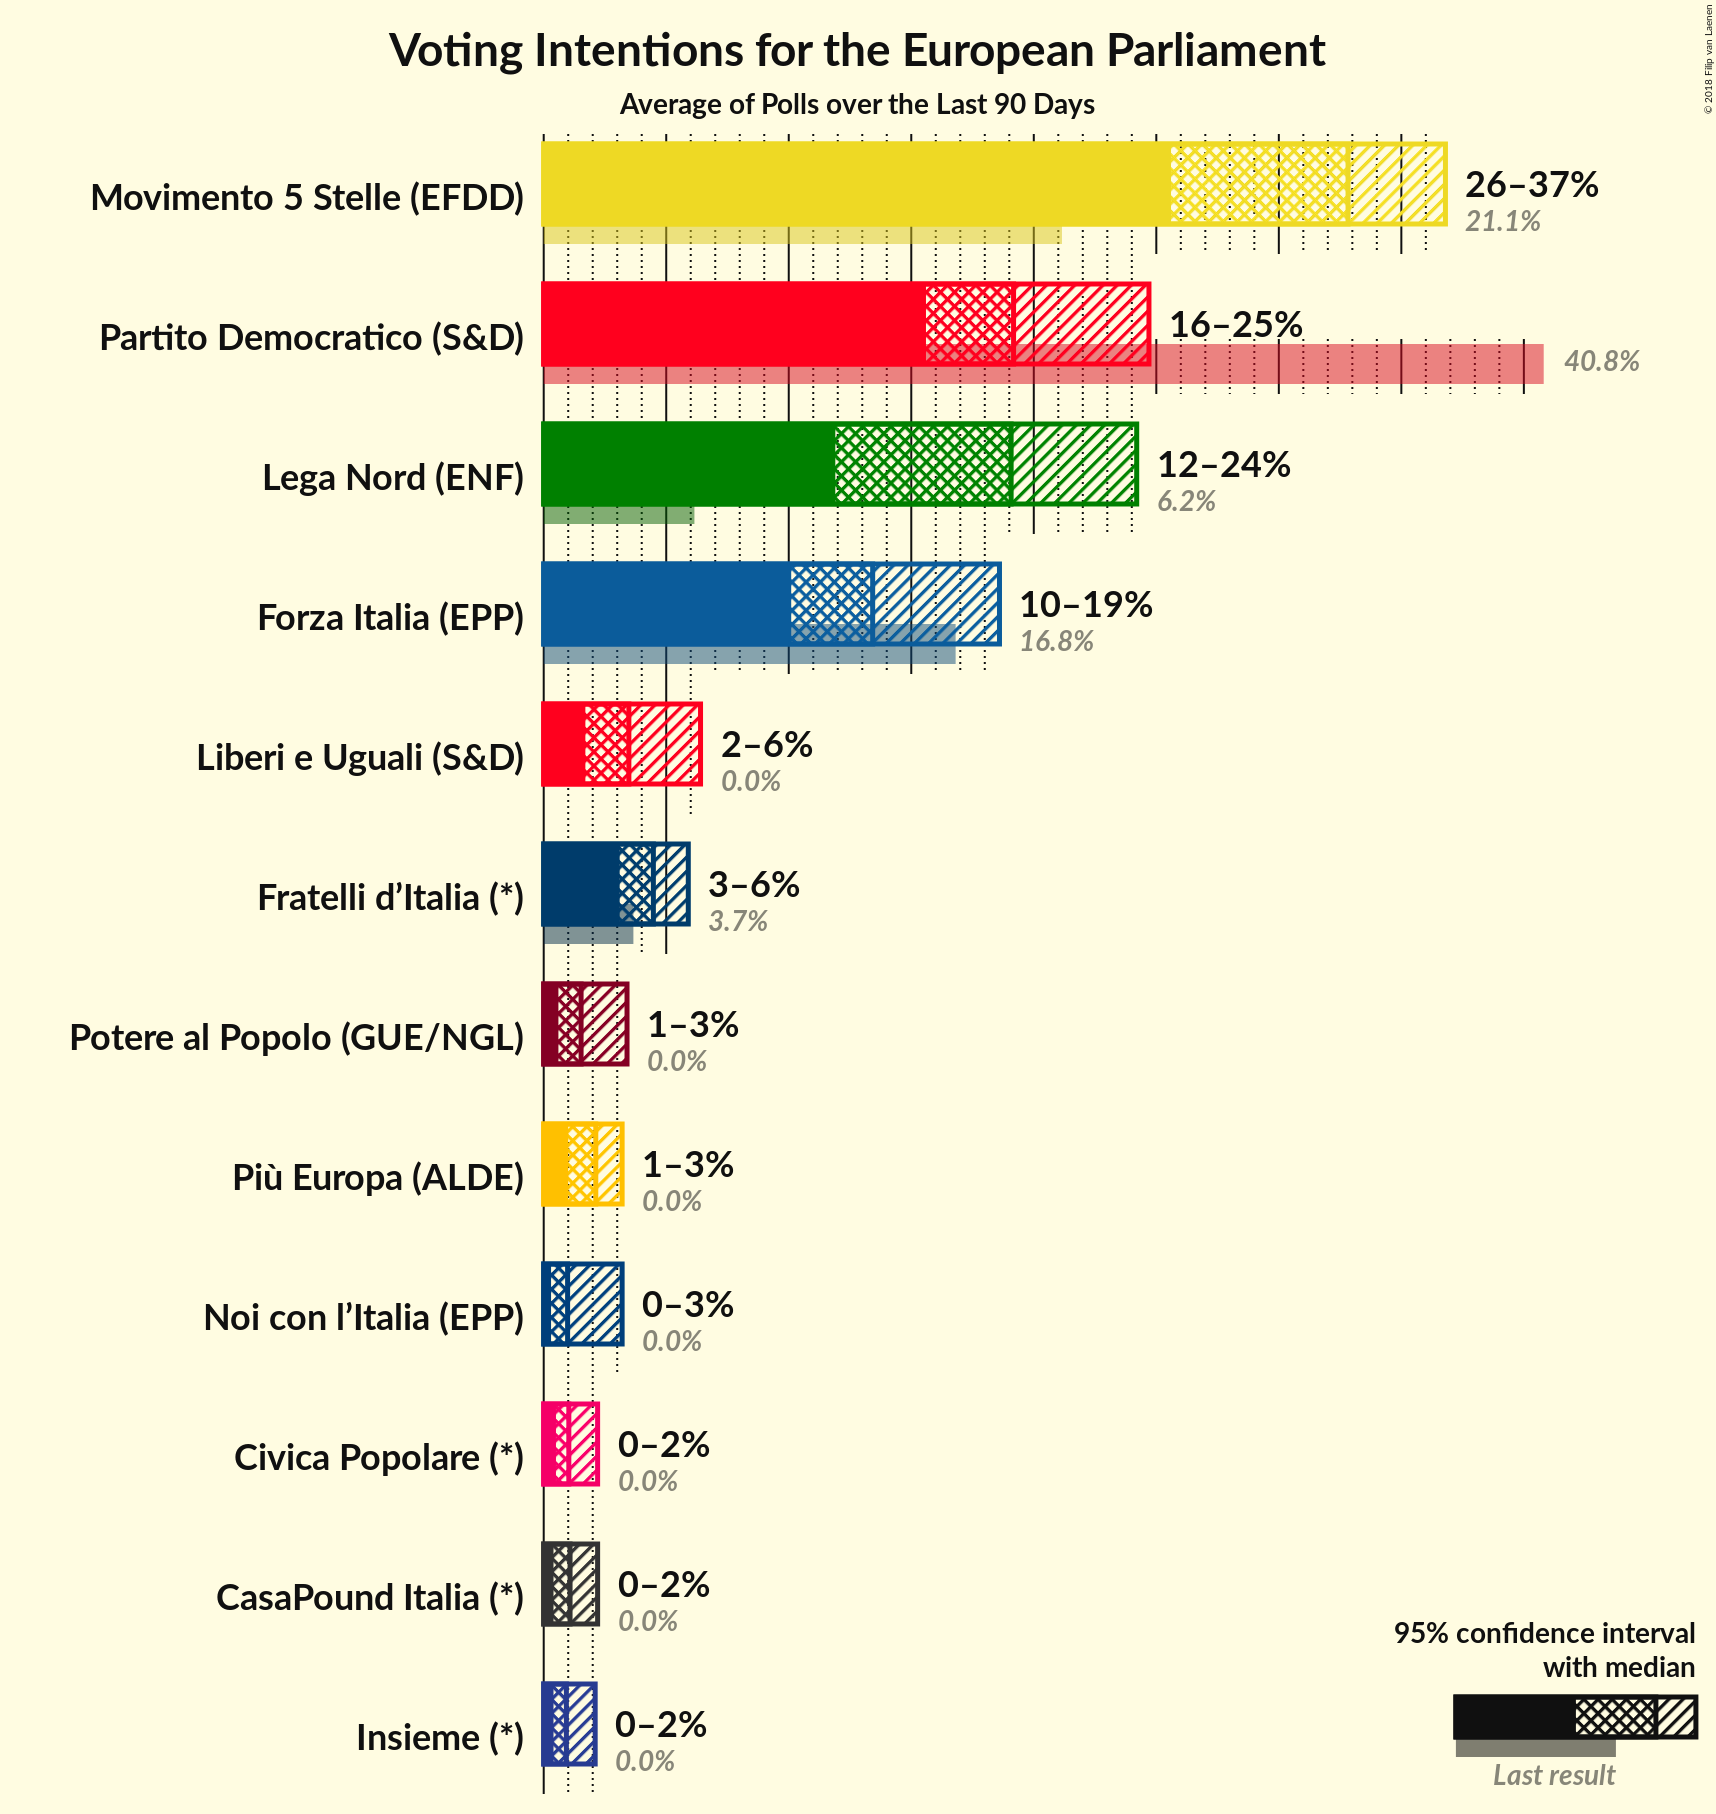 Voting Intentions for the European Parliament
Average of Polls over the Last 90 Days
© 2018 Filip van Laenen
Movimento 5 Stelle (EFDD)
26–37%
21.1%
Partito Democratico (S&D)
16–25%
40.8%
Lega Nord (ENF)
12–24%
6.2%
Forza Italia (EPP)
10–19%
16.8%
Liberi e Uguali (S&D)
2–6%
0.0%
Fratelli d’Italia (*)
3–6%
3.7%
Potere al Popolo (GUE/NGL)
1–3%
0.0%
Più Europa (ALDE)
1–3%
0.0%
Noi con l’Italia (EPP)
0–3%
0.0%
Civica Popolare (*)
0–2%
0.0%
CasaPound Italia (*)
0–2%
0.0%
Insieme (*)
0–2%
0.0%
95% confidence interval
with median
Last result